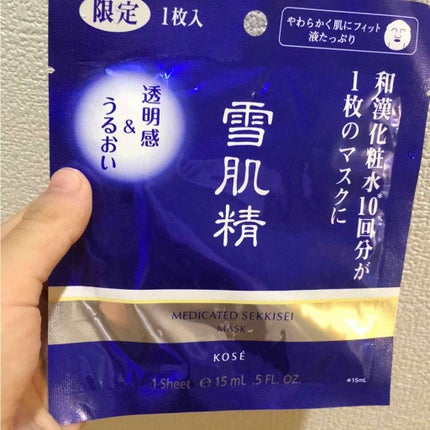 限定
1枚入
やわらかく肌にフィット
液たっぷり
和漢化粧水10回分が
1枚のマスクに
雪肌精
透明感
&
うるおい
MEDICATED SEKKISEI
MASK
KOSÉ
1 Sheet ℮ 15 mL .5 FL. OZ.
※15mL